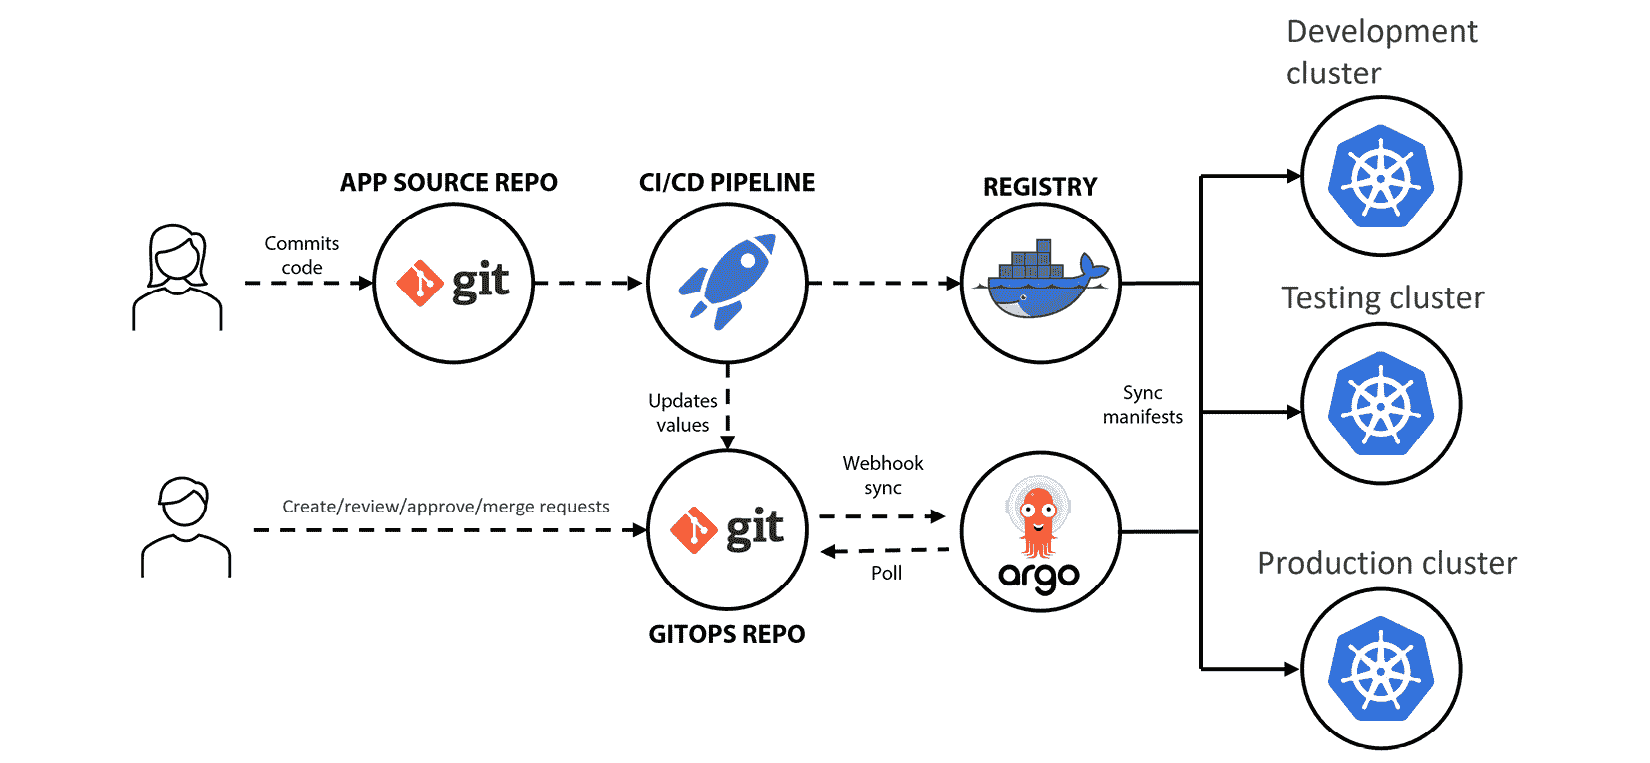 Development
cluster
APP SOURCE REPO
CI/CD PIPELINE
REGISTRY
Commits
code
git
Testing cluster
Updates
values
Sync
manifests
Webhook
sync
Create/review/approve/merge requests
git
Poll
argo
Production cluster
GITOPS REPO